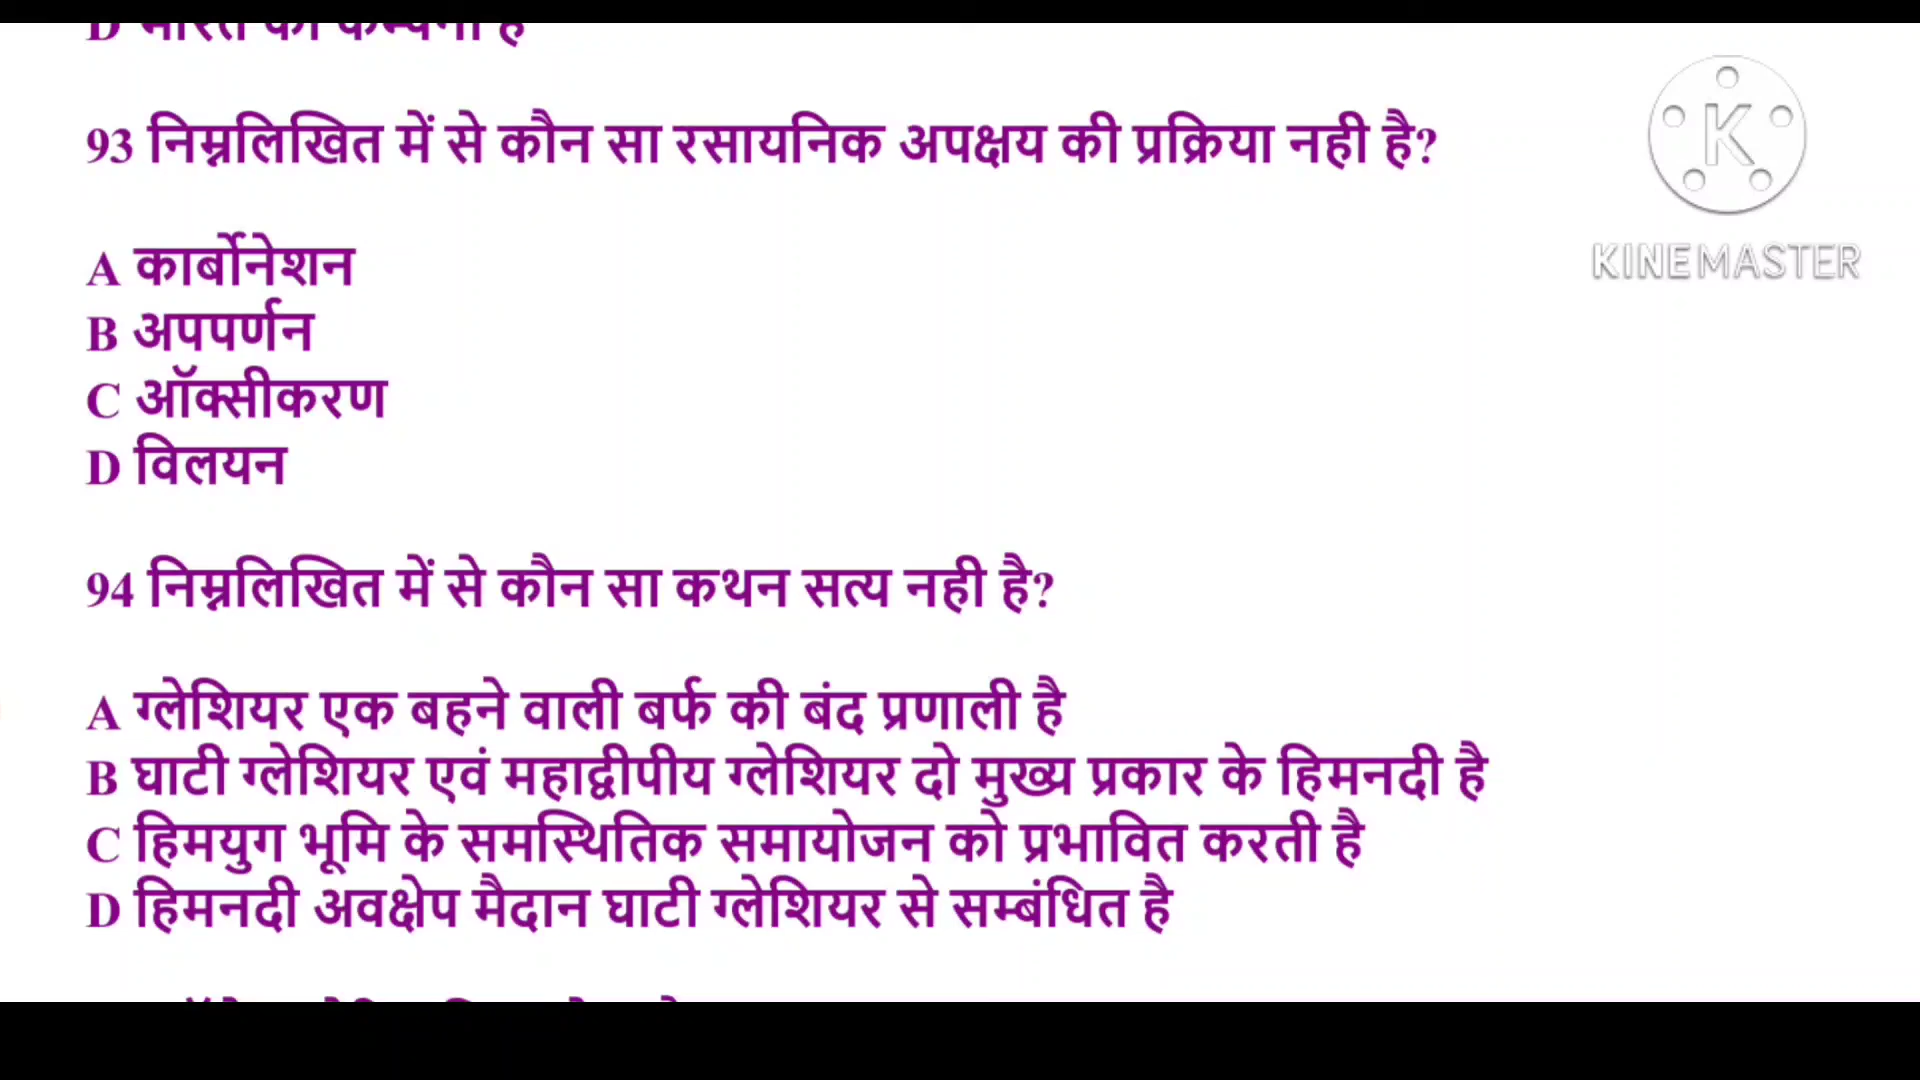 93 निम्नलिखित में से कौन सा रसायनिक अपक्षय की प्रक्रिया नही है?
K
KINEMASTER
A कार्बोनेशन
B अपपर्णन
C ऑक्सीकरण
D विलयन
94 निम्नलिखित में से कौन सा कथन सत्य नही है?
A ग्लेशियर एक बहने वाली बर्फ की बंद प्रणाली है
B घाटी ग्लेशियर एवं महाद्वीपीय ग्लेशियर दो मुख्य प्रकार के हिमनदी है
C हिमयुग भूमि के समस्थितिक समायोजन को प्रभावित करती है
D हिमनदी अवक्षेप मैदान घाटी ग्लेशियर से सम्बंधित है